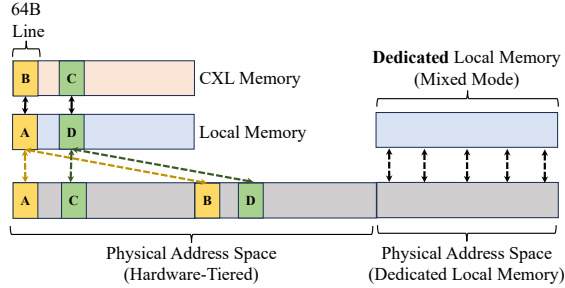 64B
Line
B C
CXL Memory
Dedicated Local Memory
(Mixed Mode)
A D
Local Memory
A C B D
Physical Address Space
(Hardware-Tiered)
Physical Address Space
(Dedicated Local Memory)